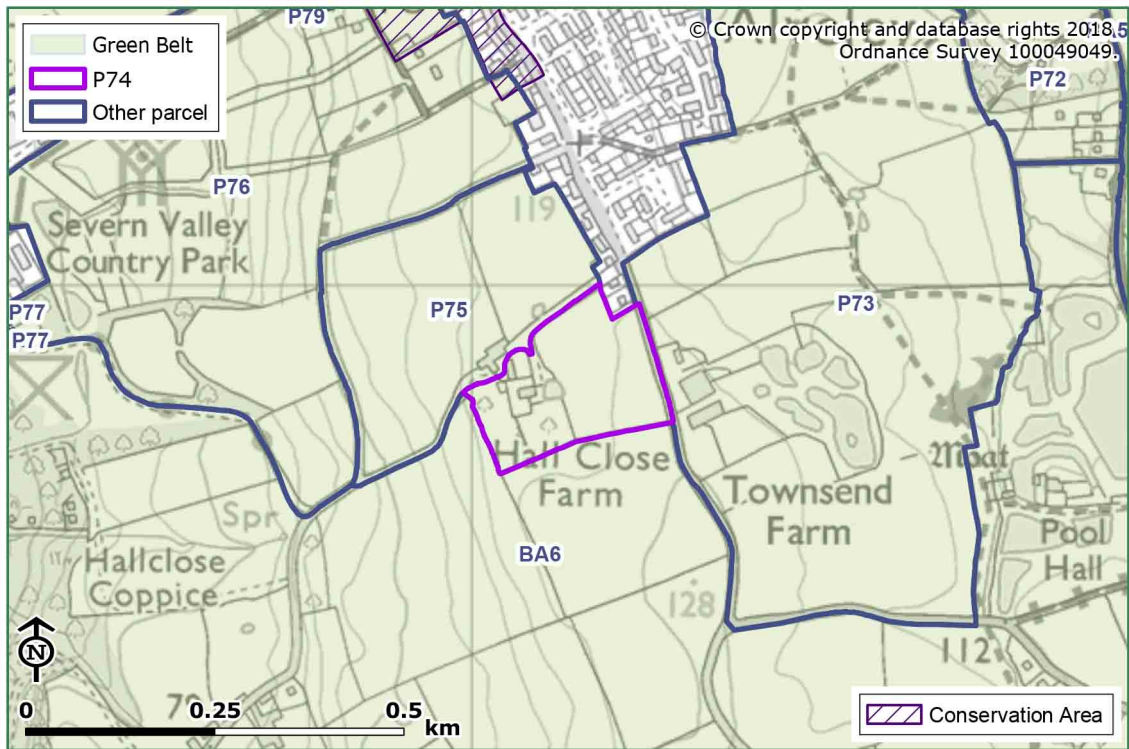 P79
© Crown copyright and database rights 2018.
Ordnance Survey 100049049.
Green Belt
P74
Other parcel
P72
P76
Severn Valley
Country Park
119
P77
P77
P75
P73
Hall Close
Farm
Moat
Townsend
Farm
Spr
Pool
Hall
Hallclose
Coppice
BA6
128
112
N
0
0.25
0.5
km
Conservation Area